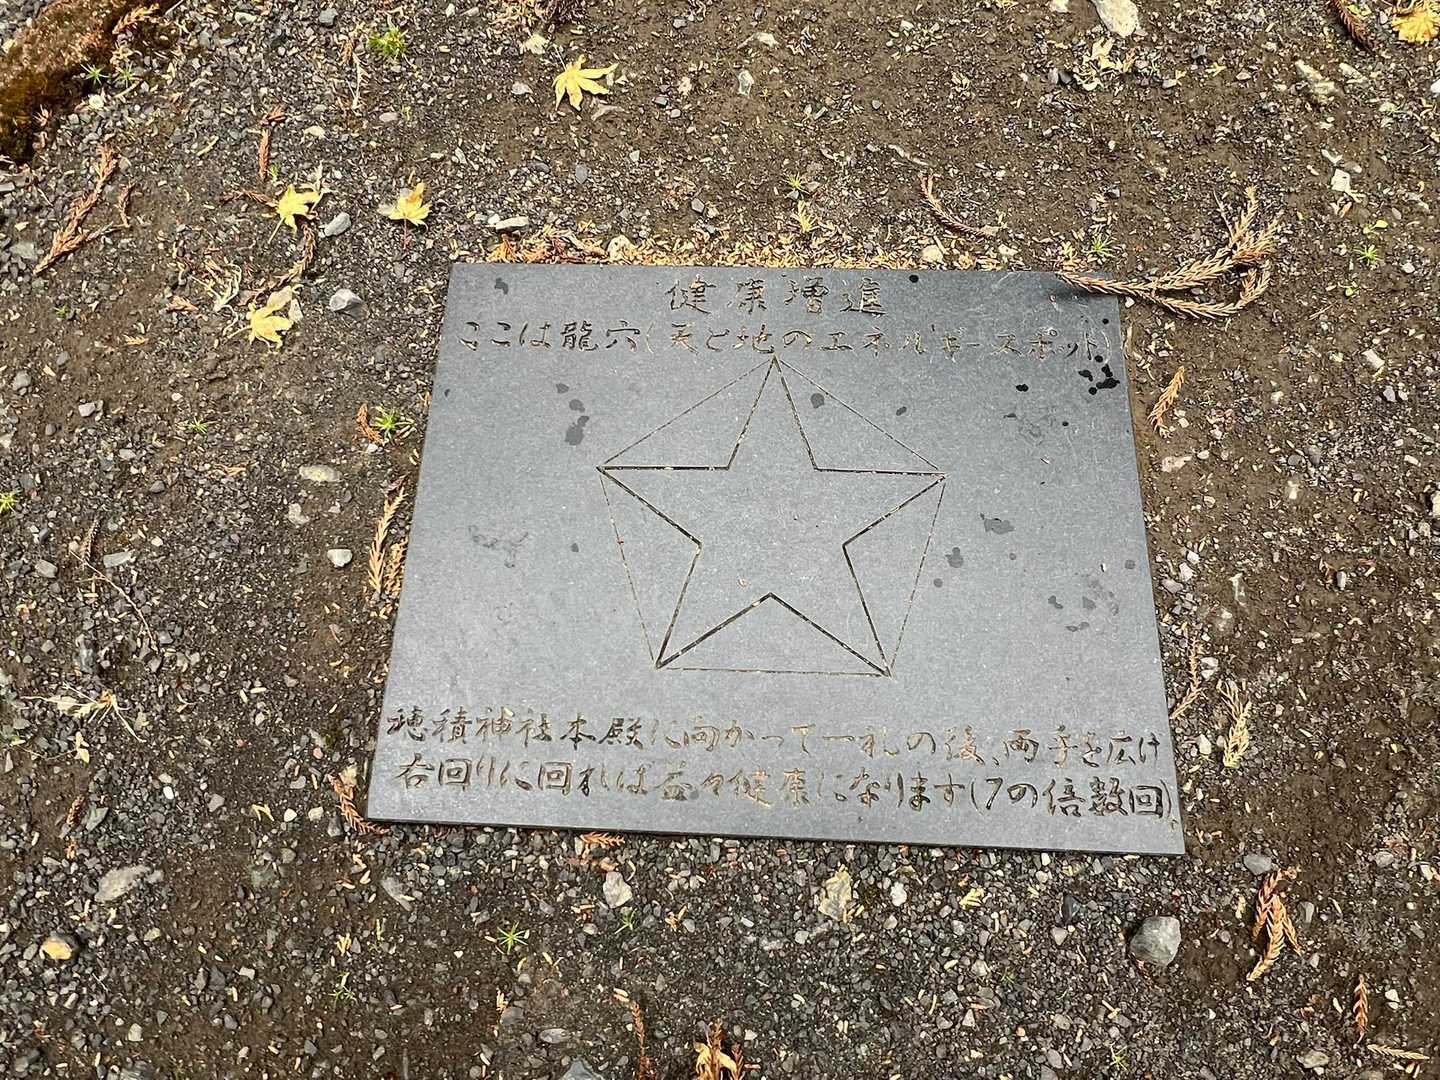 健康増進
ここは龍穴(天と地のエネルギースポット)
穂積神社本殿に向かって一礼の後、両手を広げ
右回りに回れば益々健康になります(7の倍数回)